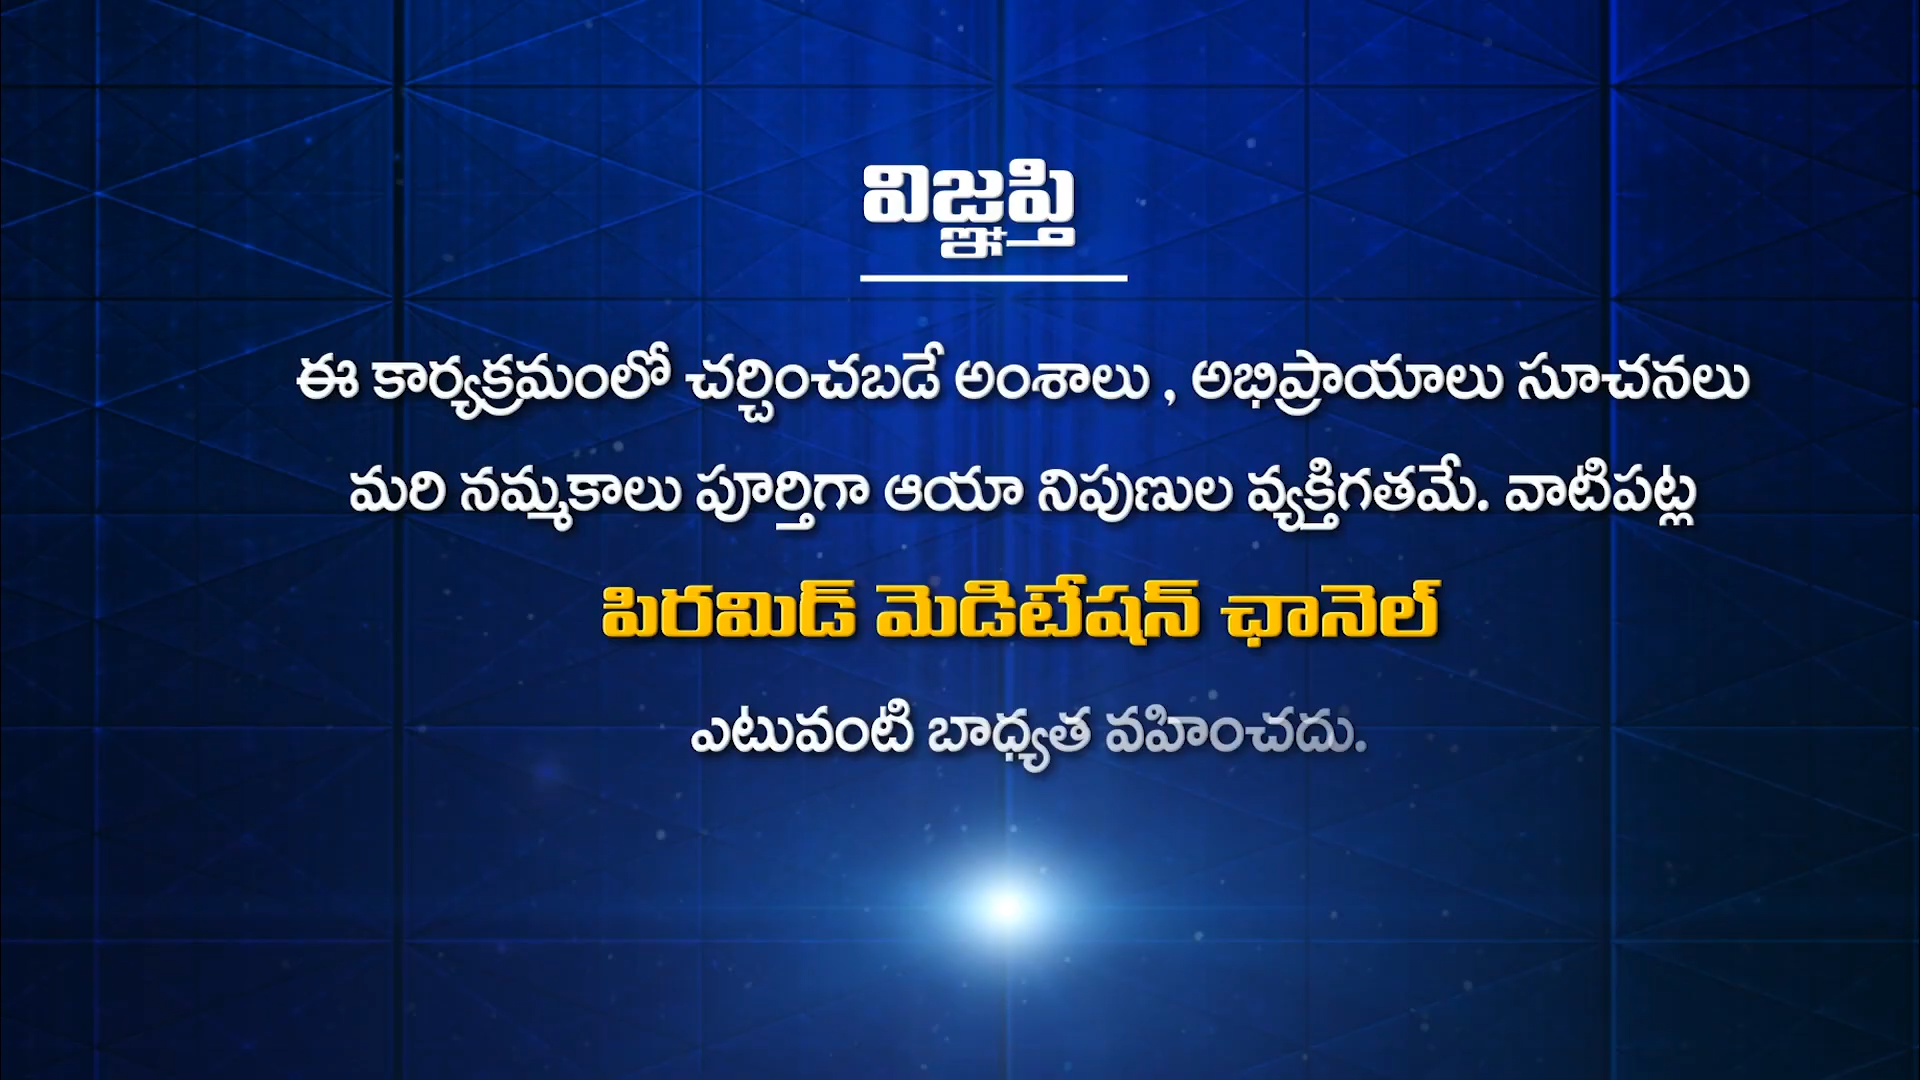 విజ్ఞప్తి
ఈ కార్యక్రమంలో చర్చించబడే అంశాలు , అభిప్రాయాలు సూచనలు
మరి నమ్మకాలు పూర్తిగా ఆయా నిపుణుల వ్యక్తిగతమే. వాటిపట్ల
పిరమిడ్ మెడిటేషన్ ఛానెల్
ఎటువంటి బాధ్యత వహించదు.